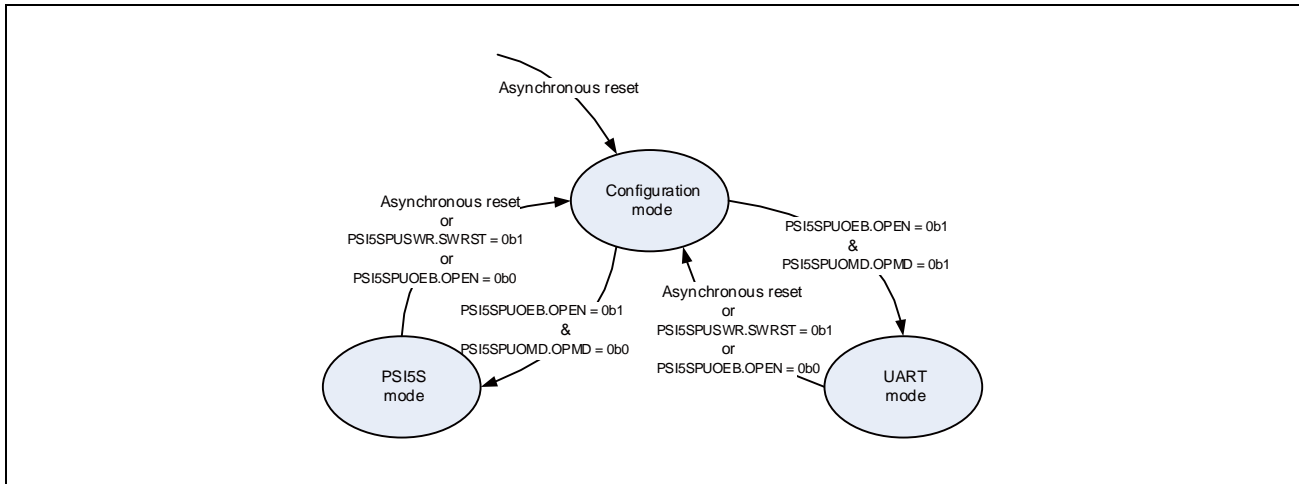 Asynchronous reset
Configuration
mode
Asynchronous reset
or
PSI5SPUSWR.SWRST = 0b1
or
PSI5SPUOEB.OPEN = 0b0
PSI5SPUOEB.OPEN = 0b1
&
PSI5SPUOMD.OPMD = 0b1
PSI5SPUOEB.OPEN = 0b1
&
PSI5SPUOMD.OPMD = 0b0
Asynchronous reset
or
PSI5SPUSWR.SWRST = 0b1
or
PSI5SPUOEB.OPEN = 0b0
PSI5S
mode
UART
mode